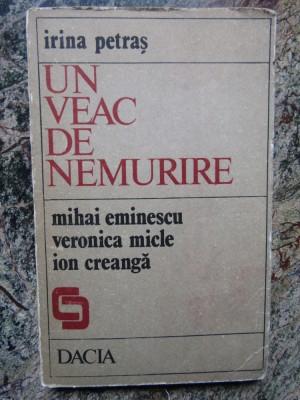 irina petraș
UN
VEAC
DE
NEMURIRE
mihai eminescu
veronica micle
ion creangă
DACIA